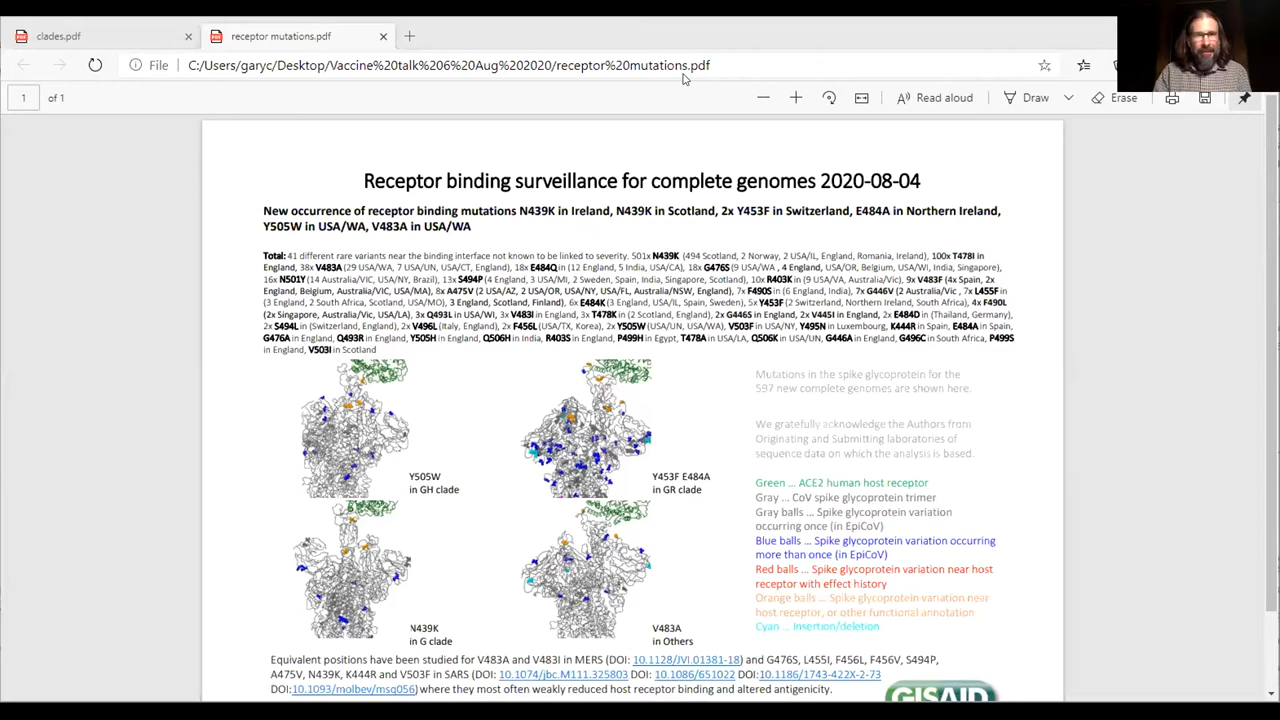 clades.pdf
receptor mutations.pdf
File C:/Users/garyc/Desktop/Vaccine%20talk%206%20Aug%202020/receptor%20mutations.pdf
1 of 1 Read aloud Draw Erase
Receptor binding surveillance for complete genomes 2020-08-04
New occurrence of receptor binding mutations N439K in Ireland, N439K in Scotland, 2x Y453F in Switzerland, E484A in Northern Ireland,
Y505W in USA/WA, V483A in USA/WA
Total: 41 different rare variants near the binding interface not known to be linked to severity. 501x N439K (494 Scotland, 2 Norway, 2 USA/IL, England, Romania, Ireland), 100x T478I in
England, 38x V483A (29 USA/WA, 7 USA/UN, USA/CT, England), 18x E484Q in (12 England, 5 India, USA/CA), 18x G476S (9 USA/WA , 4 England, USA/OR, Belgium, USA/WI, India, Singapore),
16x N501Y (14 Australia/VIC, USA/NY, Brazil), 13x S494P (4 England, 3 USA/MI, 2 Sweden, Spain, India, Singapore, Scotland), 10x R403K in (9 USA/VA, Australia), 9x V483F (4x Spain, 2x
England, Belgium, Australia/VIC, USA/MA), 8x A475V (2 USA/AZ, 2 USA/OR, USA/NY, USA/FL, Australia/NSW, England), 7x F490S in (6 England, India), 7x G446V (2 Australia/Vic , 7x L455F in
(3 England, 2 South Africa, Scotland, USA/MO), 3 England, Scotland, Finland), 6x E484K (3 England, USA/IL, Spain, Sweden), 5x Y453F (2 Switzerland, Northern Ireland, South Africa), 4x F490L
(2x Singapore, Australia/Vic, USA/LA), 3x Q493L in USA/WI, 3x V483I in England, 3x T478K in (2 Scotland, England), 2x G446S in England, 2x V445I in England, 2x E484D in (Thailand, Germany),
2x S494L in (Switzerland, England), 2x V496L (Italy, England), 2x F456L (USA/TX, Korea), 2x Y505W (USA/UN, USA/WA), V503F in USA/NY, Y495N in Luxembourg, K444R in Spain, E484A in Spain,
G476A in England, Q493R in England, Y505H in England, Q506H in India, R403S in England, P499H in Egypt, T478A in USA/LA, Q506K in USA/UN, G446A in England, G496C in South Africa, P499S
in England, V503I in Scotland
Mutations in the spike glycoprotein for the
597 new complete genomes are shown here.
We gratefully acknowledge the Authors from
Originating and Submitting laboratories of
sequence data on which the analysis is based.
Y505W
in GH clade
Y453F E484A
in GR clade
Green ... ACE2 human host receptor
Gray ... CoV spike glycoprotein trimer
Gray balls ... Spike glycoprotein variation
occurring once (in EpiCoV)
Blue balls ... Spike glycoprotein variation occurring
more than once (in EpiCoV)
Red balls ... Spike glycoprotein variation near host
receptor with effect history
Orange balls ... Spike glycoprotein variation near
host receptor, or other functional annotation
Cyan ... Insertion/deletion
N439K
in G clade
V483A
in Others
Equivalent positions have been studied for V483A and V483I in MERS (DOI: 10.1128/JVI.01381-18) and G476S, L455I, F456L, F456V, S494P,
A475V, N439K, K444R and V503F in SARS (DOI: 10.1074/jbc.M111.325803 DOI: 10.1086/651022 DOI:10.1186/1743-422X-2-73
DOI:10.1093/molbev/msq056) where they most often weakly reduced host receptor binding and altered antigenicity.
GISAID